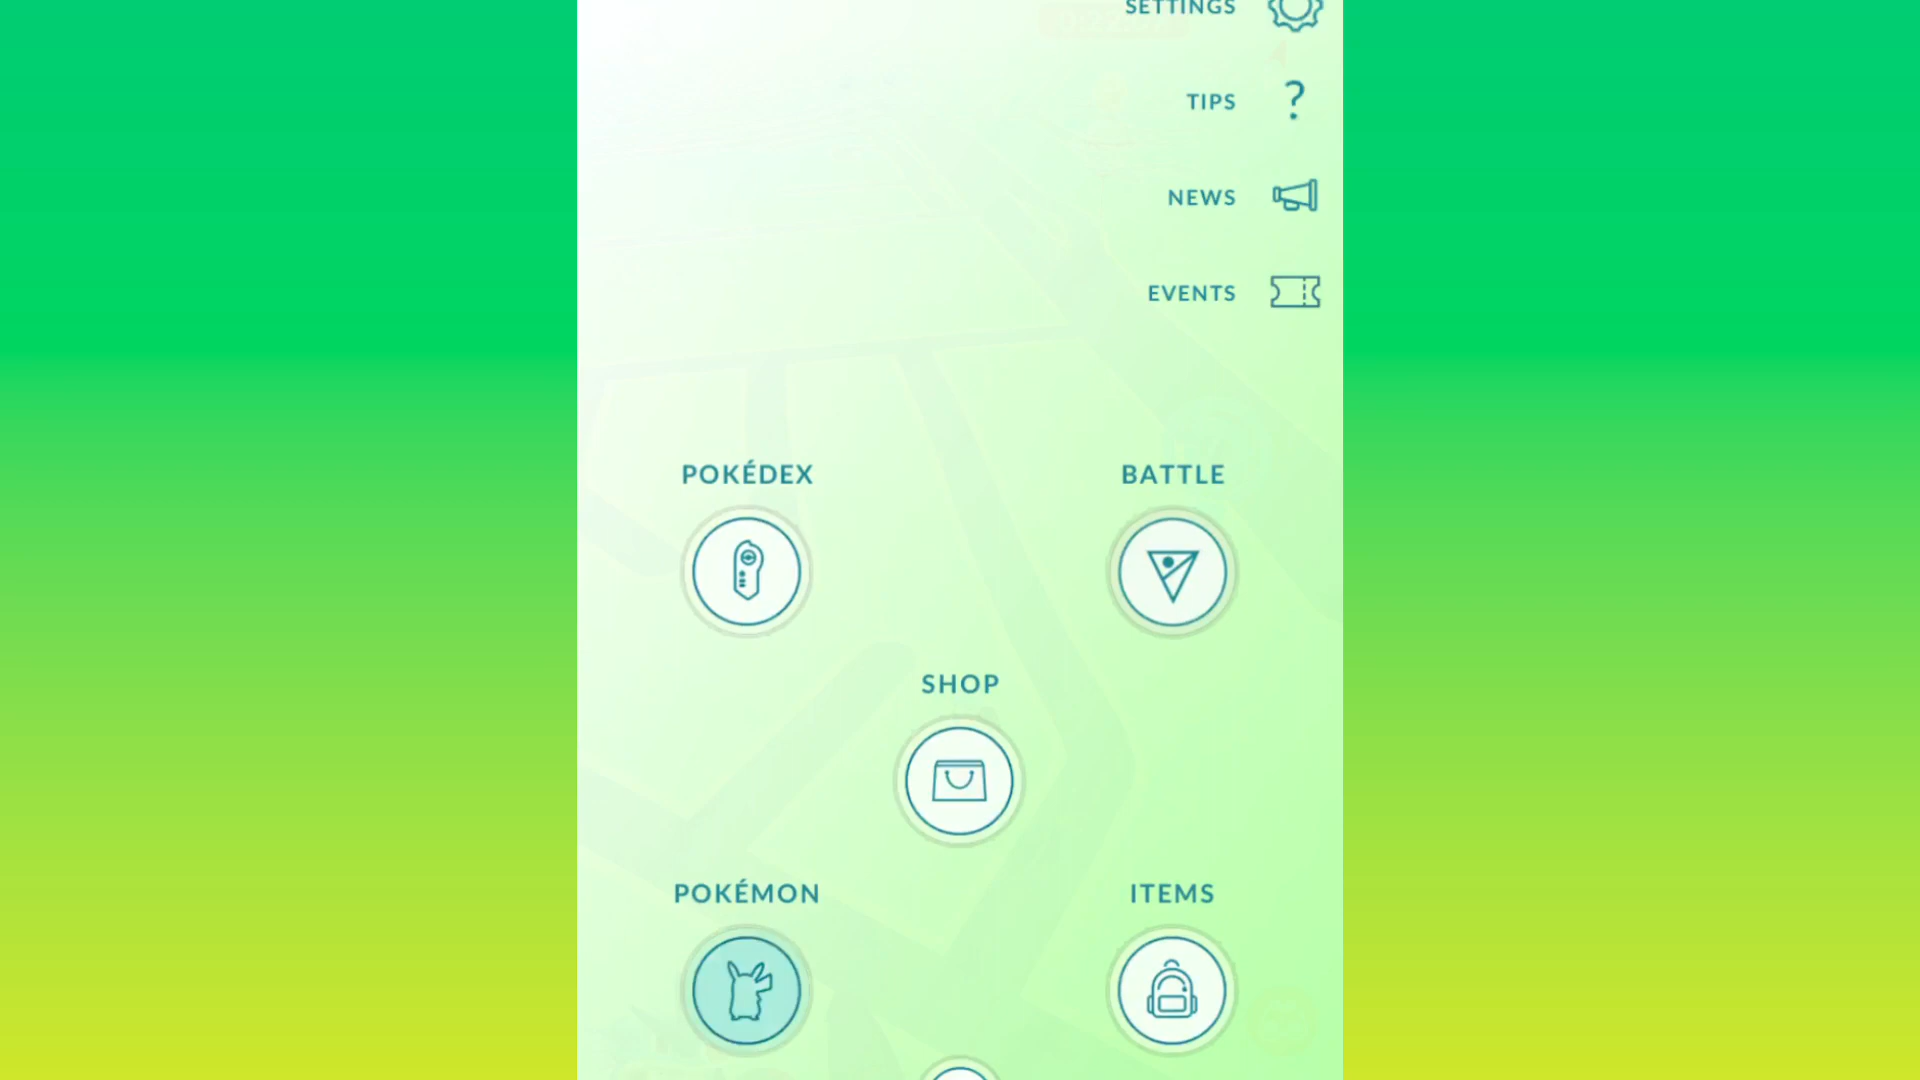 SETTINGS
TIPS
?
NEWS
EVENTS
POKÉDEX
BATTLE
SHOP
POKÉMON
ITEMS